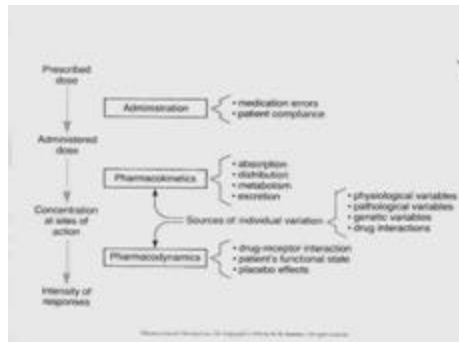 Prescribed
dose
Administration
• medication errors
• patient compliance
Administered
dose
Pharmacokinetics
• absorption
• distribution
• metabolism
• excretion
Concentration
at sites of
action
Sources of individual variation
• physiological variables
• pathological variables
• genetic variables
• drug interactions
Pharmacodynamics
• drug-receptor interaction
• patient's functional state
• placebo effects
Intensity of
responses